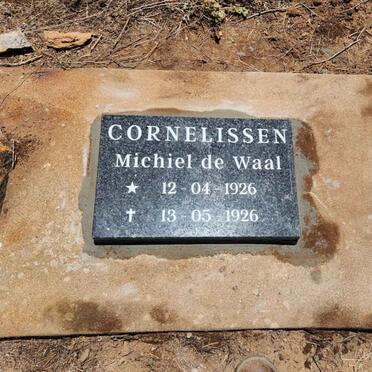 CORNELISSEN
Michiel de Waal
★ 12-04-1926
✝ 13-05-1926